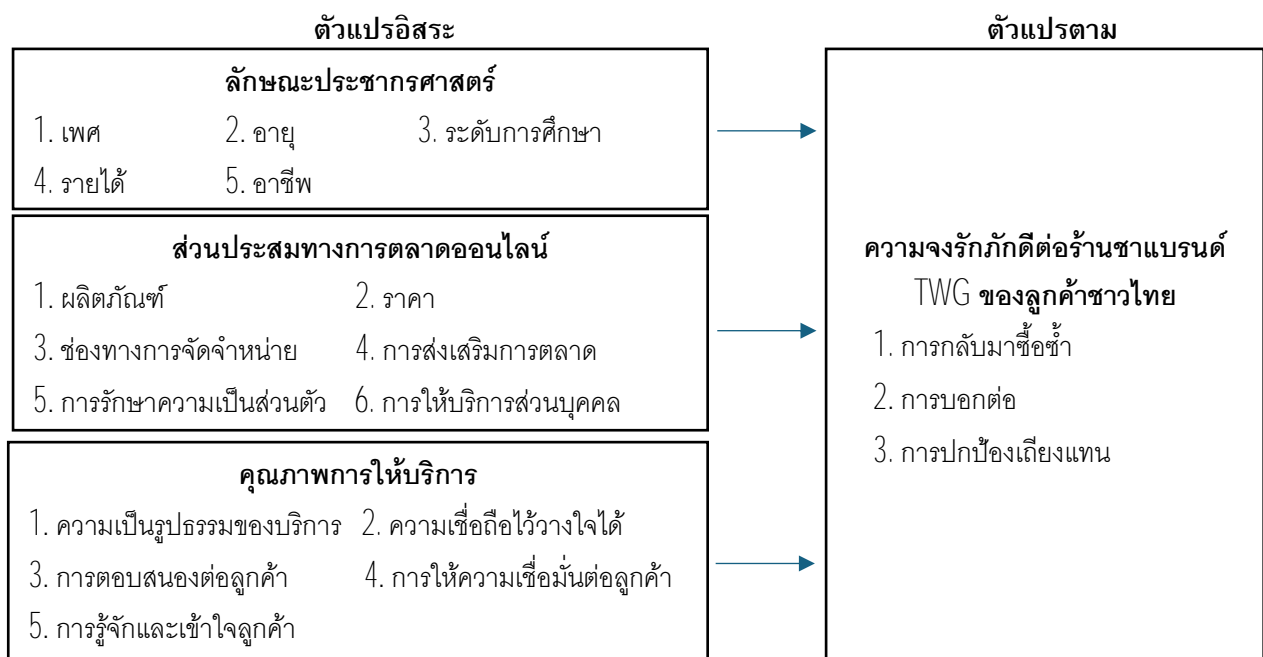 ตัวแปรอิสระ
ลักษณะประชากรศาสตร์
1. เพศ 2. อายุ 3. ระดับการศึกษา
4. รายได้ 5. อาชีพ
ส่วนประสมทางการตลาดออนไลน์
1. ผลิตภัณฑ์ 2. ราคา
3. ช่องทางการจัดจำหน่าย 4. การส่งเสริมการตลาด
5. การรักษาความเป็นส่วนตัว 6. การให้บริการส่วนบุคคล
คุณภาพการให้บริการ
1. ความเป็นรูปธรรมของบริการ 2. ความเชื่อถือไว้วางใจได้
3. การตอบสนองต่อลูกค้า 4. การให้ความเชื่อมั่นต่อลูกค้า
5. การรู้จักและเข้าใจลูกค้า
ตัวแปรตาม
ความจงรักภักดีต่อร้านชาแบรนด์
TWG ของลูกค้าชาวไทย
1. การกลับมาซื้อซ้ำ
2. การบอกต่อ
3. การปกป้องเถียงแทน